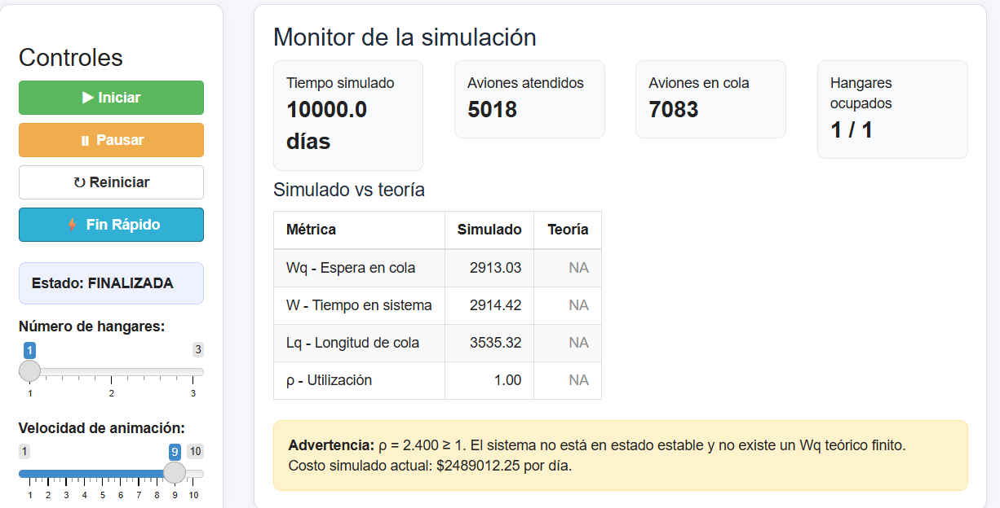 Controles
▶ Iniciar
⏸ Pausar
↻ Reiniciar
⚡ Fin Rápido
Estado: FINALIZADA
Número de hangares:
1 3
1 2 3
Velocidad de animación:
1 9 10
1 2 3 4 5 6 7 8 9 10
Monitor de la simulación
Tiempo simulado
10000.0
días
Aviones atendidos
5018
Aviones en cola
7083
Hangares
ocupados
1 / 1
Simulado vs teoría
Métrica Simulado Teoría
Wq - Espera en cola 2913.03 NA
W - Tiempo en sistema 2914.42 NA
Lq - Longitud de cola 3535.32 NA
ρ - Utilización 1.00 NA
Advertencia: ρ = 2.400 ≥ 1. El sistema no está en estado estable y no existe un Wq teórico finito.
Costo simulado actual: $2489012.25 por día.